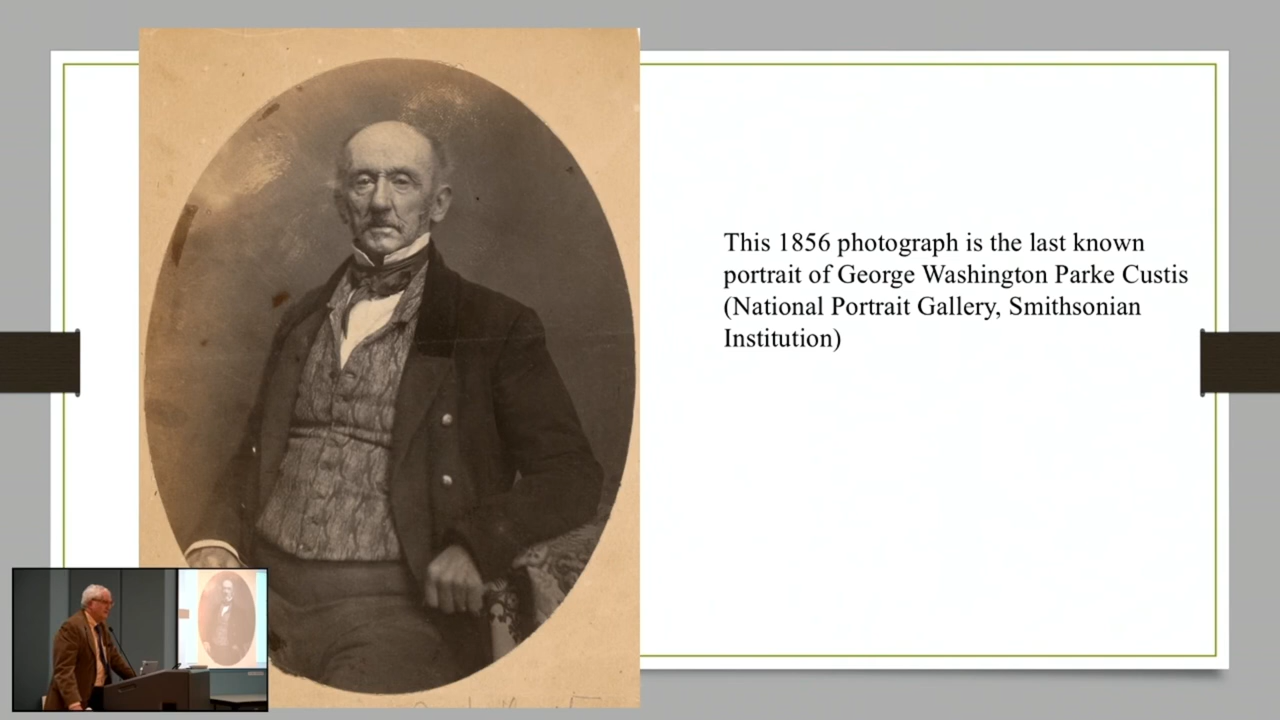 This 1856 photograph is the last known
portrait of George Washington Parke Custis
(National Portrait Gallery, Smithsonian
Institution)